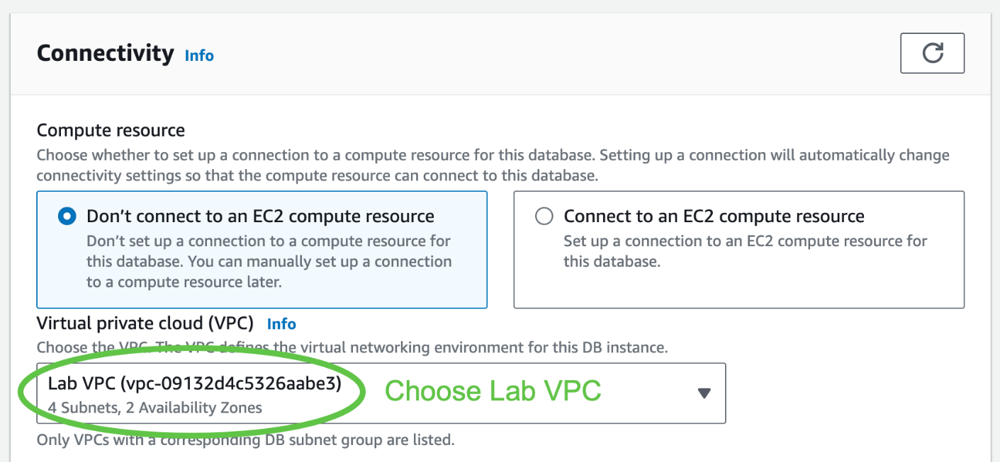 Connectivity Info
Compute resource
Choose whether to set up a connection to a compute resource for this database. Setting up a connection will automatically change
connectivity settings so that the compute resource can connect to this database.
Don’t connect to an EC2 compute resource
Don’t set up a connection to a compute resource for
this database. You can manually set up a connection
to a compute resource later.
Connect to an EC2 compute resource
Set up a connection to an EC2 compute resource for
this database.
Virtual private cloud (VPC) Info
Choose the VPC. The VPC defines the virtual networking environment for this DB instance.
Lab VPC (vpc-09132d4c5326aabe3)
4 Subnets, 2 Availability Zones
Choose Lab VPC
Only VPCs with a corresponding DB subnet group are listed.